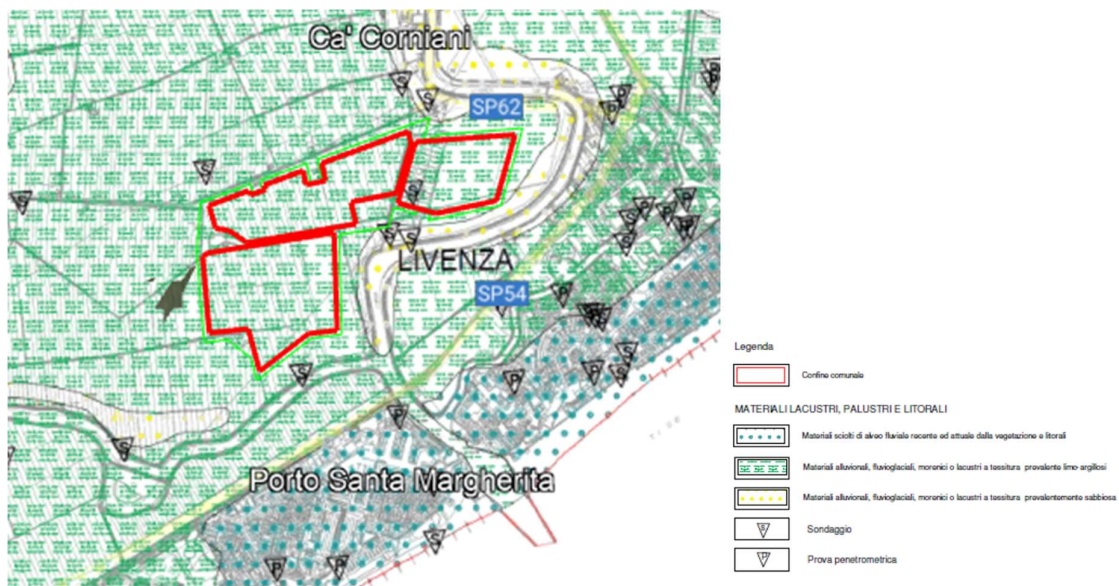 Ca' Corniani
SP62
LIVENZA
SP54
Porto Santa Margherita
Legenda
Confine comunale
MATERIALI LACUSTRI, PALUSTRI E LITORALI
Materiali sciolti di alveo fluviale recente ed attuale dalla vegetazione e litorali
Materiali alluvionali, fluvioglaciali, morenici o lacustri a tessitura prevalente limo-argillosi
Materiali alluvionali, fluvioglaciali, morenici o lacustri a tessitura prevalentemente sabbiosa
S
Sondaggio
P
Prova penetrometrica